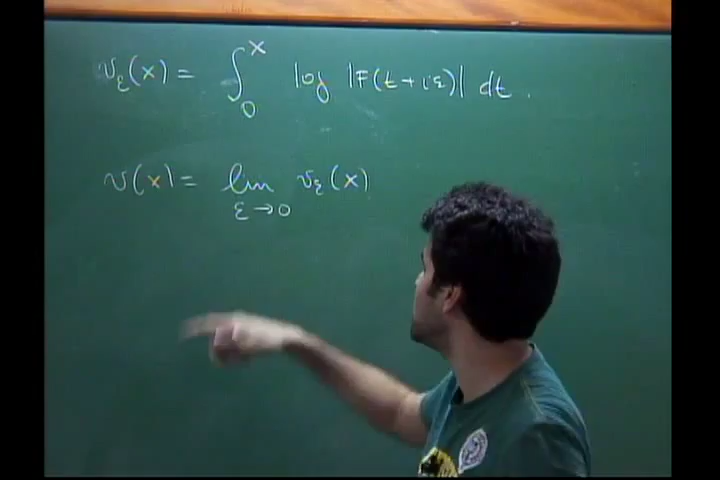 v_ε(x) = ∫_0^x log |F(t+iε)| dt .
v(x) = lim_{ε→0} v_ε(x)